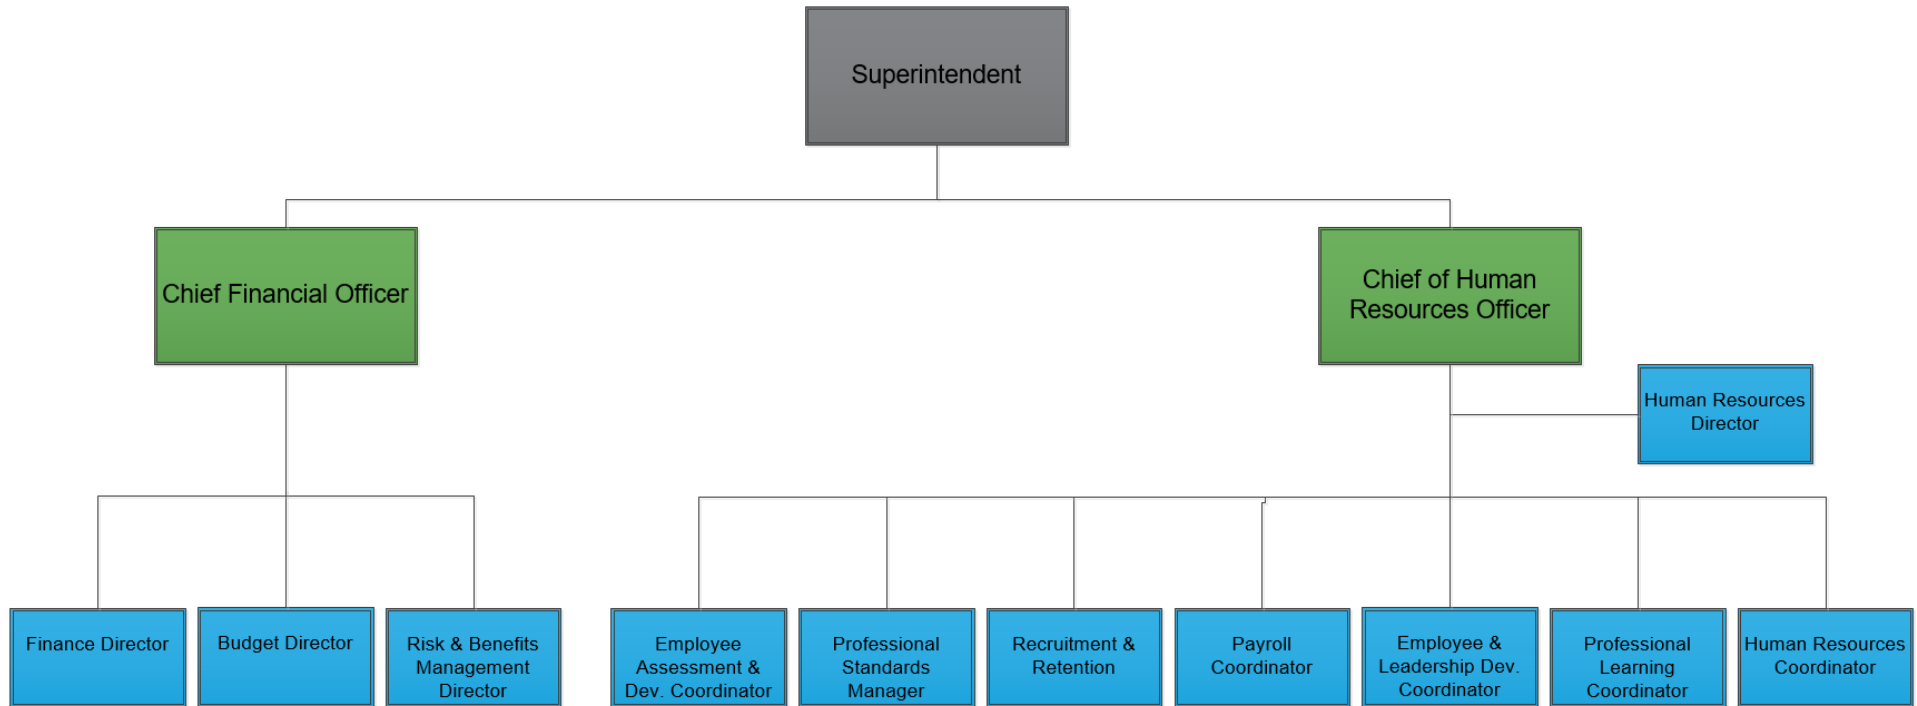 Superintendent
Chief Financial Officer
Chief of Human
Resources Officer
Human Resources
Director
Finance Director
Budget Director
Risk & Benefits
Management
Director
Employee
Assessment &
Dev. Coordinator
Professional
Standards
Manager
Recruitment &
Retention
Payroll
Coordinator
Employee &
Leadership Dev.
Coordinator
Professional
Learning
Coordinator
Human Resources
Coordinator